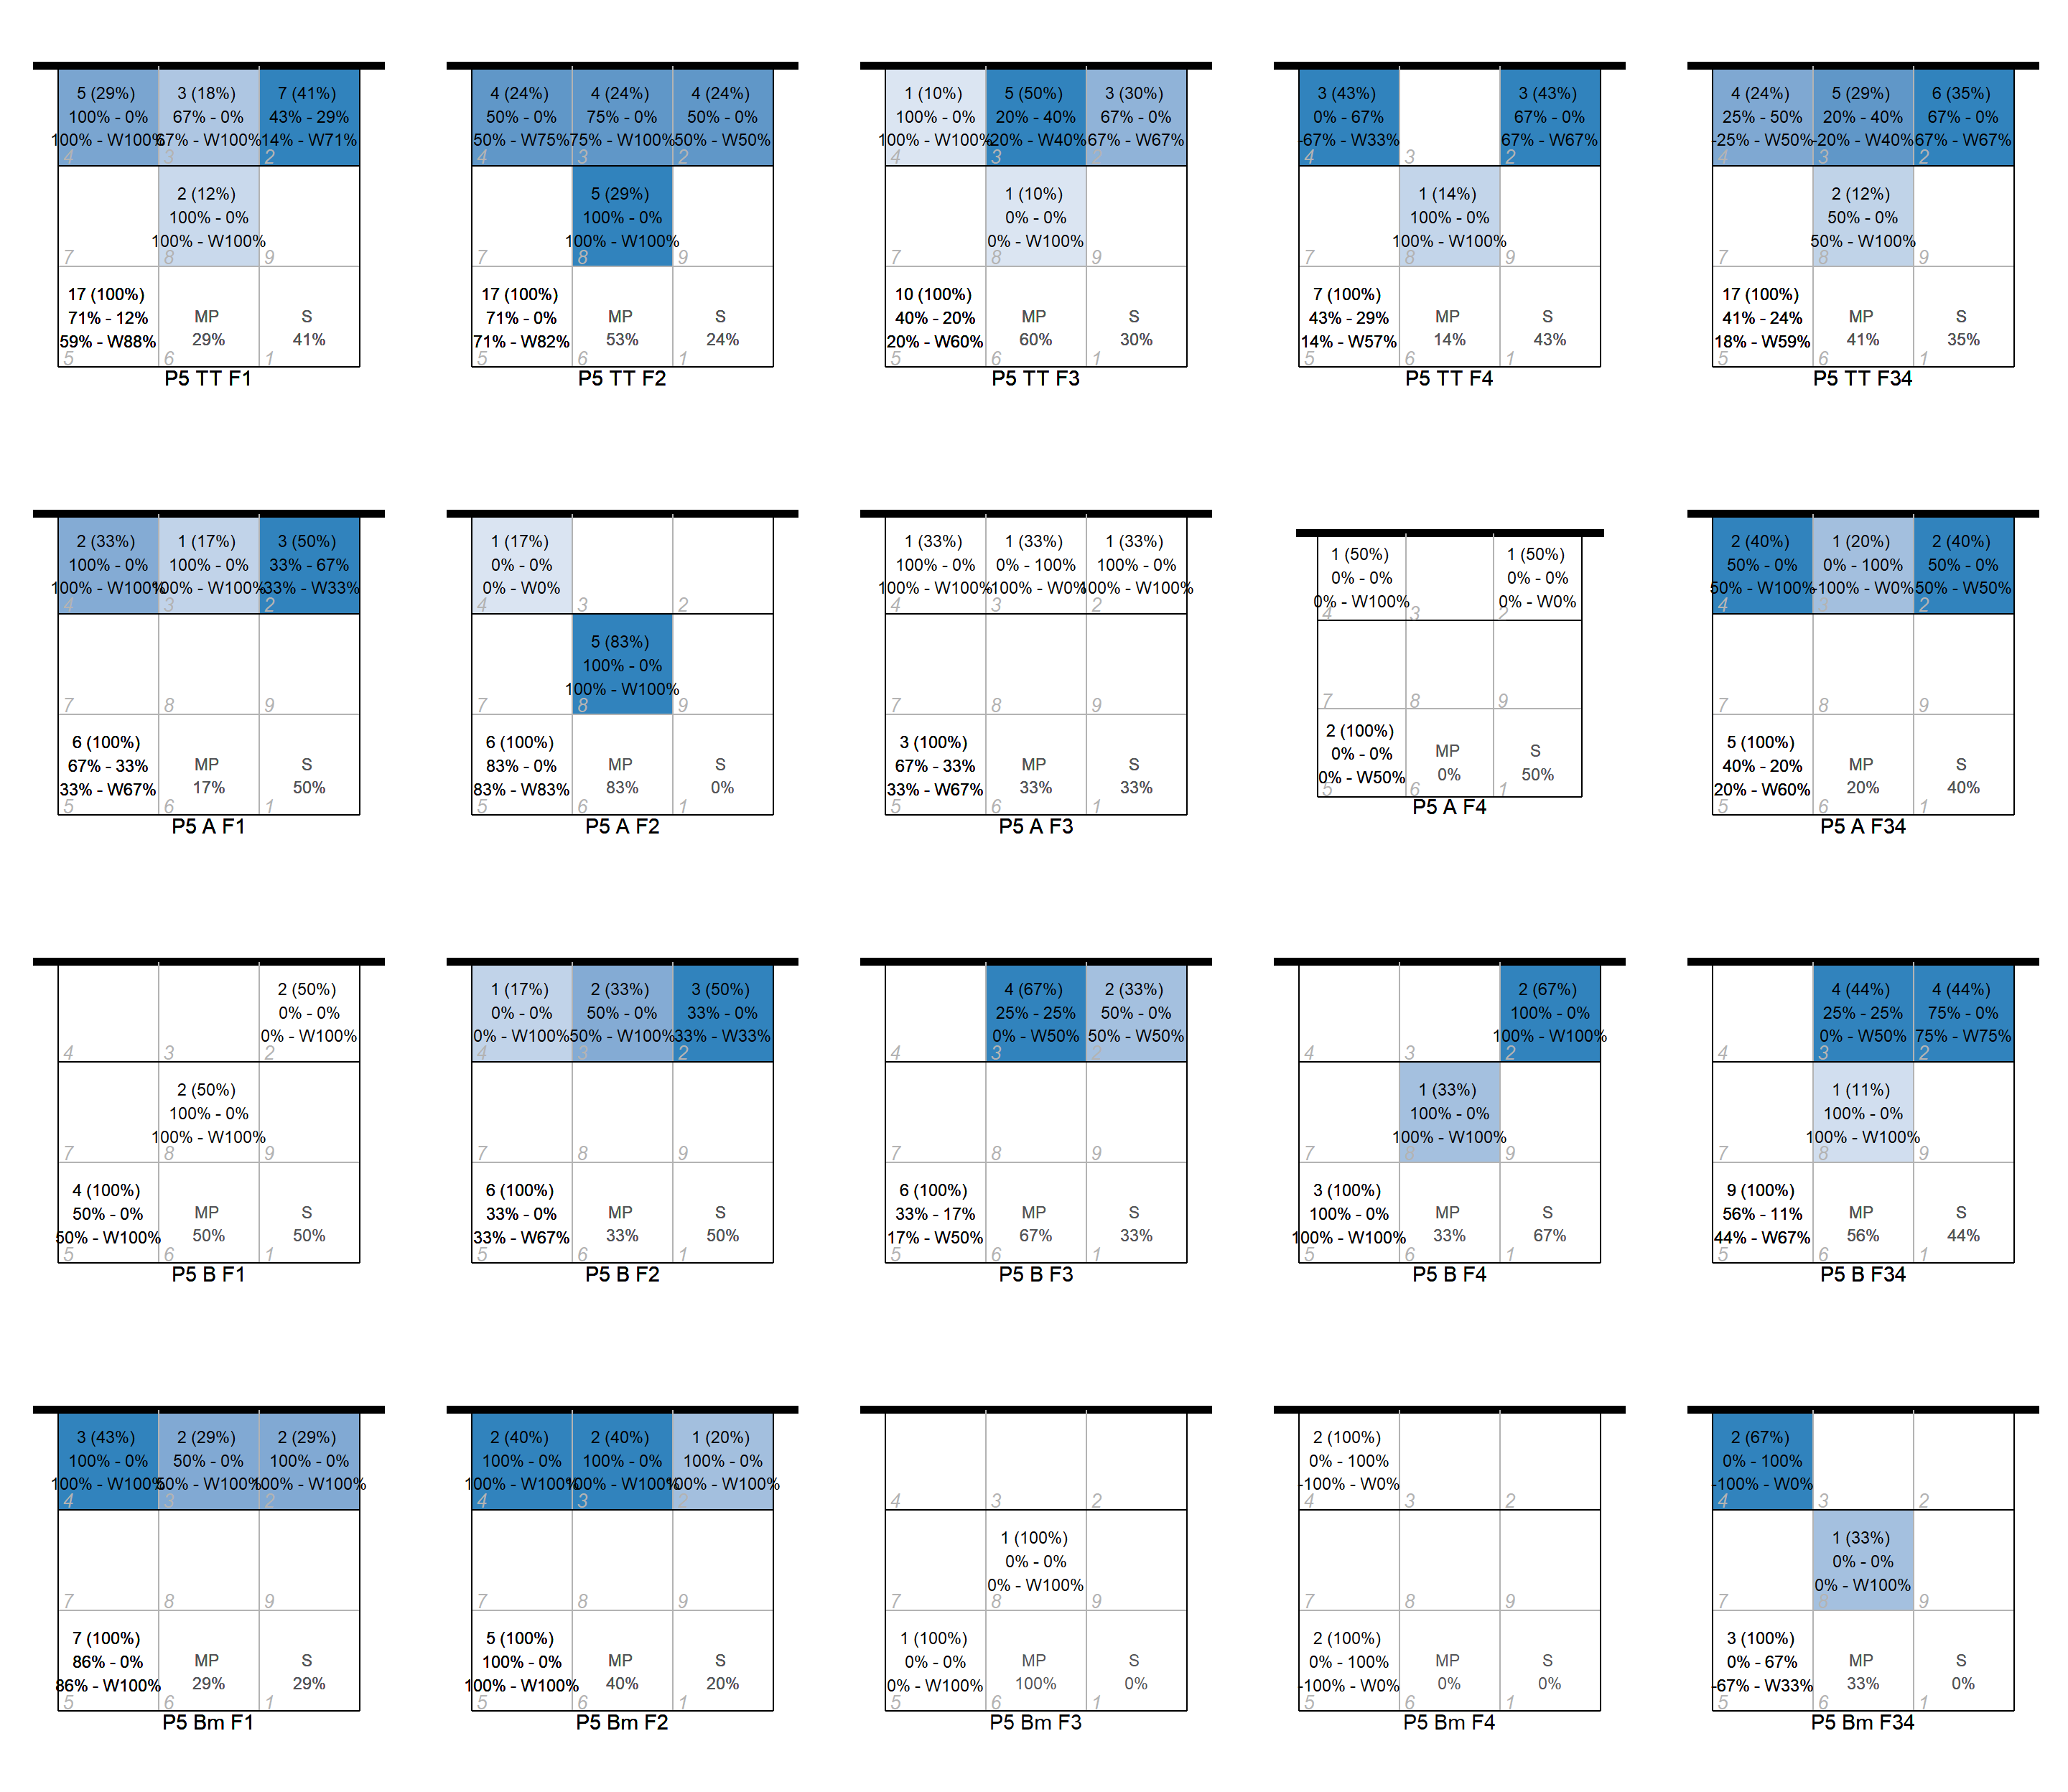 5 (29%) 3 (18%) 7 (41%)
100% - 0% 67% - 0% 43% - 29%
100% - W100% 67% - W100% 14% - W71%
4 3 2
2 (12%)
100% - 0%
100% - W100%
7 8 9
17 (100%)
71% - 12% MP S
59% - W88% 29% 41%
5 6 1
P5 TT F1
4 (24%) 4 (24%) 4 (24%)
50% - 0% 75% - 0% 50% - 0%
50% - W75% 75% - W100% 50% - W50%
4 3 2
5 (29%)
100% - 0%
100% - W100%
7 8 9
17 (100%)
71% - 0% MP S
71% - W82% 53% 24%
5 6 1
P5 TT F2
1 (10%) 5 (50%) 3 (30%)
100% - 0% 20% - 40% 67% - 0%
100% - W100% -20% - W40% 67% - W67%
4 3 2
1 (10%)
0% - 0%
0% - W100%
7 8 9
10 (100%)
40% - 20% MP S
20% - W60% 60% 30%
5 6 1
P5 TT F3
3 (43%) 3 (43%)
0% - 67% 67% - 0%
-67% - W33% 67% - W67%
4 3 2
1 (14%)
100% - 0%
100% - W100%
7 8 9
7 (100%)
43% - 29% MP S
14% - W57% 14% 43%
5 6 1
P5 TT F4
4 (24%) 5 (29%) 6 (35%)
25% - 50% 20% - 40% 67% - 0%
-25% - W50% -20% - W40% 67% - W67%
4 3 2
2 (12%)
50% - 0%
50% - W100%
7 8 9
17 (100%)
41% - 24% MP S
18% - W59% 41% 35%
5 6 1
P5 TT F34
2 (33%) 1 (17%) 3 (50%)
100% - 0% 100% - 0% 33% - 67%
100% - W100% 100% - W100% -33% - W33%
4 3 2
7 8 9
6 (100%)
67% - 33% MP S
33% - W67% 17% 50%
5 6 1
P5 A F1
1 (17%)
0% - 0%
0% - W0%
4 3 2
5 (83%)
100% - 0%
100% - W100%
7 8 9
6 (100%)
83% - 0% MP S
83% - W83% 83% 0%
5 6 1
P5 A F2
1 (33%) 1 (33%) 1 (33%)
100% - 0% 0% - 100% 100% - 0%
100% - W100% -100% - W0% 100% - W100%
4 3 2
7 8 9
3 (100%)
67% - 33% MP S
33% - W67% 33% 33%
5 6 1
P5 A F3
1 (50%) 1 (50%)
0% - 0% 0% - 0%
0% - W100% 0% - W0%
4 3 2
7 8 9
2 (100%)
0% - 0% MP S
0% - W50% 0% 50%
5 6 1
P5 A F4
2 (40%) 1 (20%) 2 (40%)
50% - 0% 0% - 100% 50% - 0%
50% - W100% -100% - W0% 50% - W50%
4 3 2
7 8 9
5 (100%)
40% - 20% MP S
20% - W60% 20% 40%
5 6 1
P5 A F34
2 (50%)
0% - 0%
0% - W100%
4 3 2
2 (50%)
100% - 0%
100% - W100%
7 8 9
4 (100%)
50% - 0% MP S
50% - W100% 50% 50%
5 6 1
P5 B F1
1 (17%) 2 (33%) 3 (50%)
0% - 0% 50% - 0% 33% - 0%
0% - W100% 50% - W100% 33% - W33%
4 3 2
7 8 9
6 (100%)
33% - 0% MP S
33% - W67% 33% 50%
5 6 1
P5 B F2
4 (67%) 2 (33%)
25% - 25% 50% - 0%
0% - W50% 50% - W50%
4 3 2
7 8 9
6 (100%)
33% - 17% MP S
17% - W50% 67% 33%
5 6 1
P5 B F3
2 (67%)
100% - 0%
100% - W100%
4 3 2
1 (33%)
100% - 0%
100% - W100%
7 8 9
3 (100%)
100% - 0% MP S
100% - W100% 33% 67%
5 6 1
P5 B F4
4 (44%) 4 (44%)
25% - 25% 75% - 0%
0% - W50% 75% - W75%
4 3 2
1 (11%)
100% - 0%
100% - W100%
7 8 9
9 (100%)
56% - 11% MP S
44% - W67% 56% 44%
5 6 1
P5 B F34
3 (43%) 2 (29%) 2 (29%)
100% - 0% 50% - 0% 100% - 0%
100% - W100% 50% - W100% 100% - W100%
4 3 2
7 8 9
7 (100%)
86% - 0% MP S
86% - W100% 29% 29%
5 6 1
P5 Bm F1
2 (40%) 2 (40%) 1 (20%)
100% - 0% 100% - 0% 100% - 0%
100% - W100% 100% - W100% 100% - W100%
4 3 2
7 8 9
5 (100%)
100% - 0% MP S
100% - W100% 40% 20%
5 6 1
P5 Bm F2
4 3 2
1 (100%)
0% - 0%
0% - W100%
7 8 9
1 (100%)
0% - 0% MP S
0% - W100% 100% 0%
5 6 1
P5 Bm F3
2 (100%)
0% - 100%
-100% - W0%
4 3 2
7 8 9
2 (100%)
0% - 100% MP S
-100% - W0% 0% 0%
5 6 1
P5 Bm F4
2 (67%)
0% - 100%
-100% - W0%
4 3 2
1 (33%)
0% - 0%
0% - W100%
7 8 9
3 (100%)
0% - 67% MP S
-67% - W33% 33% 0%
5 6 1
P5 Bm F34